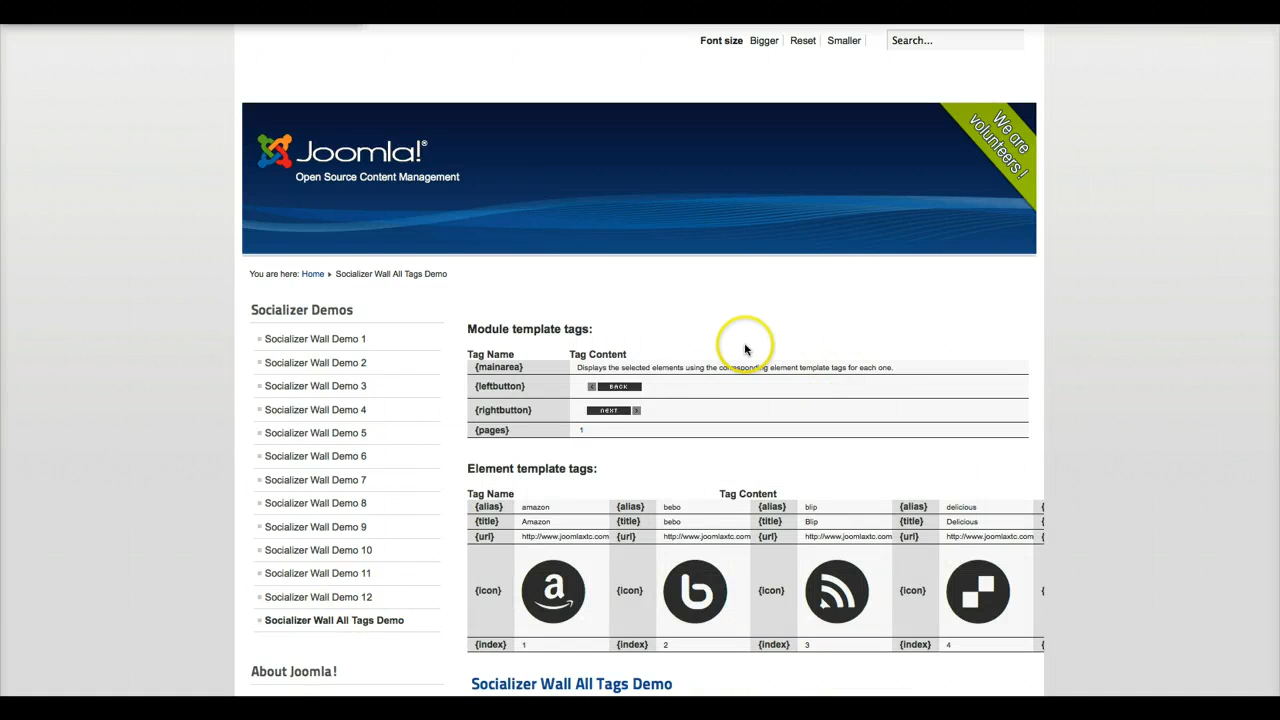 Font size Bigger Reset Smaller Search...
Joomla!®
Open Source Content Management
We are
volunteers!
You are here: Home Socializer Wall All Tags Demo
Socializer Demos
Socializer Wall Demo 1
Socializer Wall Demo 2
Socializer Wall Demo 3
Socializer Wall Demo 4
Socializer Wall Demo 5
Socializer Wall Demo 6
Socializer Wall Demo 7
Socializer Wall Demo 8
Socializer Wall Demo 9
Socializer Wall Demo 10
Socializer Wall Demo 11
Socializer Wall Demo 12
Socializer Wall All Tags Demo
About Joomla!
Module template tags:
Tag Name Tag Content
{mainarea} Displays the selected elements using the corresponding element template tags for each one.
{leftbutton} < BACK
{rightbutton} NEXT >
{pages} 1
Element template tags:
Tag Name Tag Content
{alias} amazon {alias} bebo {alias} blip {alias} delicious {
{title} Amazon {title} bebo {title} Blip {title} Delicious {
{url} http://www.joomlaxtc.com {url} http://www.joomlaxtc.com {url} http://www.joomlaxtc.com {url} http://www.joomlaxtc.com {
{icon} a {icon} b {icon} {icon} {
{index} 1 {index} 2 {index} 3 {index} 4 {
Socializer Wall All Tags Demo